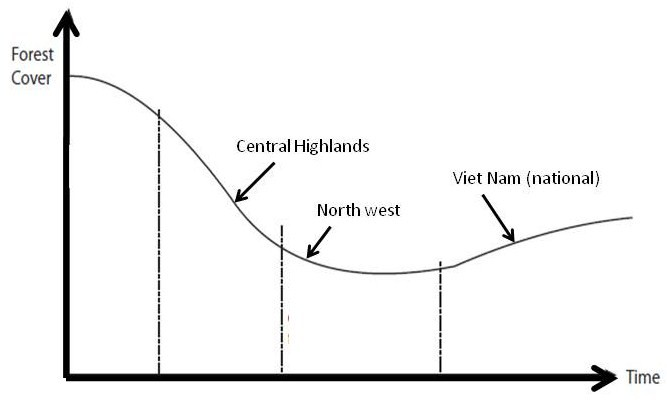 Forest
Cover
Central Highlands
North west
Viet Nam (national)
Time